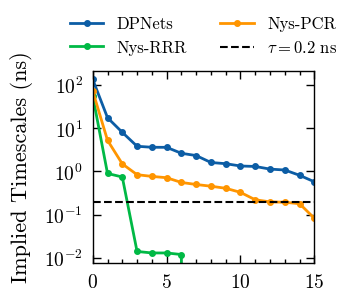 DPNets
Nys-RRR
Nys-PCR
τ = 0.2 ns
Implied Timescales (ns)
10²
10¹
10⁰
10⁻¹
10⁻²
0 5 10 15